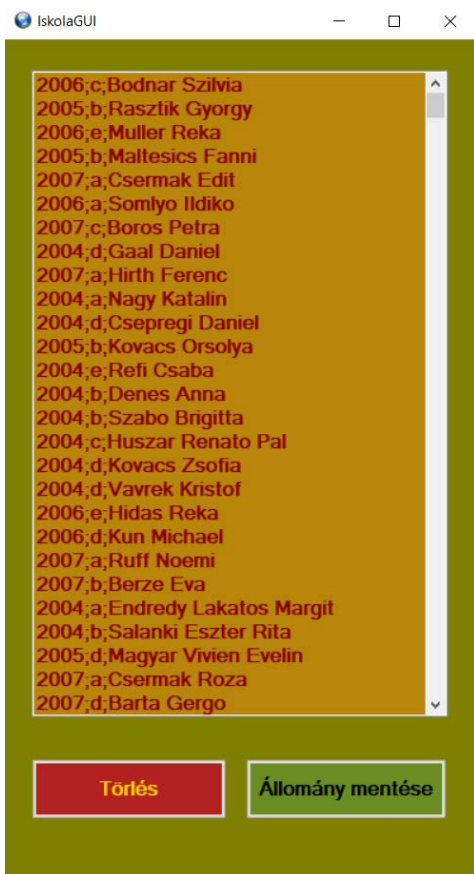 IskolaGUI
2006;c;Bodnar Szilvia
2005;b;Rasztik Gyorgy
2006;e;Muller Reka
2005;b;Maltesics Fanni
2007;a;Csermak Edit
2006;a;Somlyo Ildiko
2007;c;Boros Petra
2004;d;Gaal Daniel
2007;a;Hirth Ferenc
2004;a;Nagy Katalin
2004;d;Csepregi Daniel
2005;b;Kovacs Orsolya
2004;e;Refi Csaba
2004;b;Denes Anna
2004;b;Szabo Brigitta
2004;c;Huszar Renato Pal
2004;d;Kovacs Zsofia
2004;d;Vavrek Kristof
2006;e;Hidas Reka
2006;d;Kun Michael
2007;a;Ruff Noemi
2007;b;Berze Eva
2004;a;Endredy Lakatos Margit
2004;b;Salanki Eszter Rita
2005;d;Magyar Vivien Evelin
2007;a;Csermak Roza
2007;d;Barta Gergo
Törlés
Állomány mentése